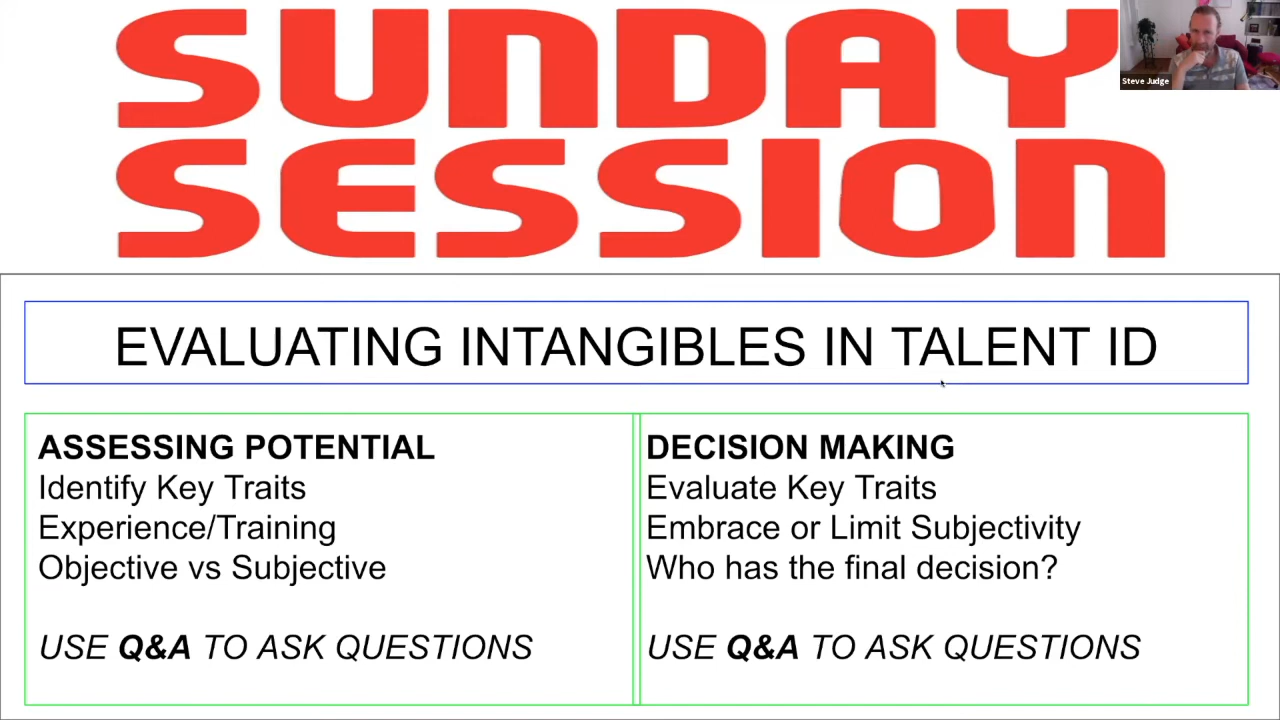 SUNDAY
SESSION
Steve Judge
EVALUATING INTANGIBLES IN TALENT ID
ASSESSING POTENTIAL
Identify Key Traits
Experience/Training
Objective vs Subjective
USE Q&A TO ASK QUESTIONS
DECISION MAKING
Evaluate Key Traits
Embrace or Limit Subjectivity
Who has the final decision?
USE Q&A TO ASK QUESTIONS